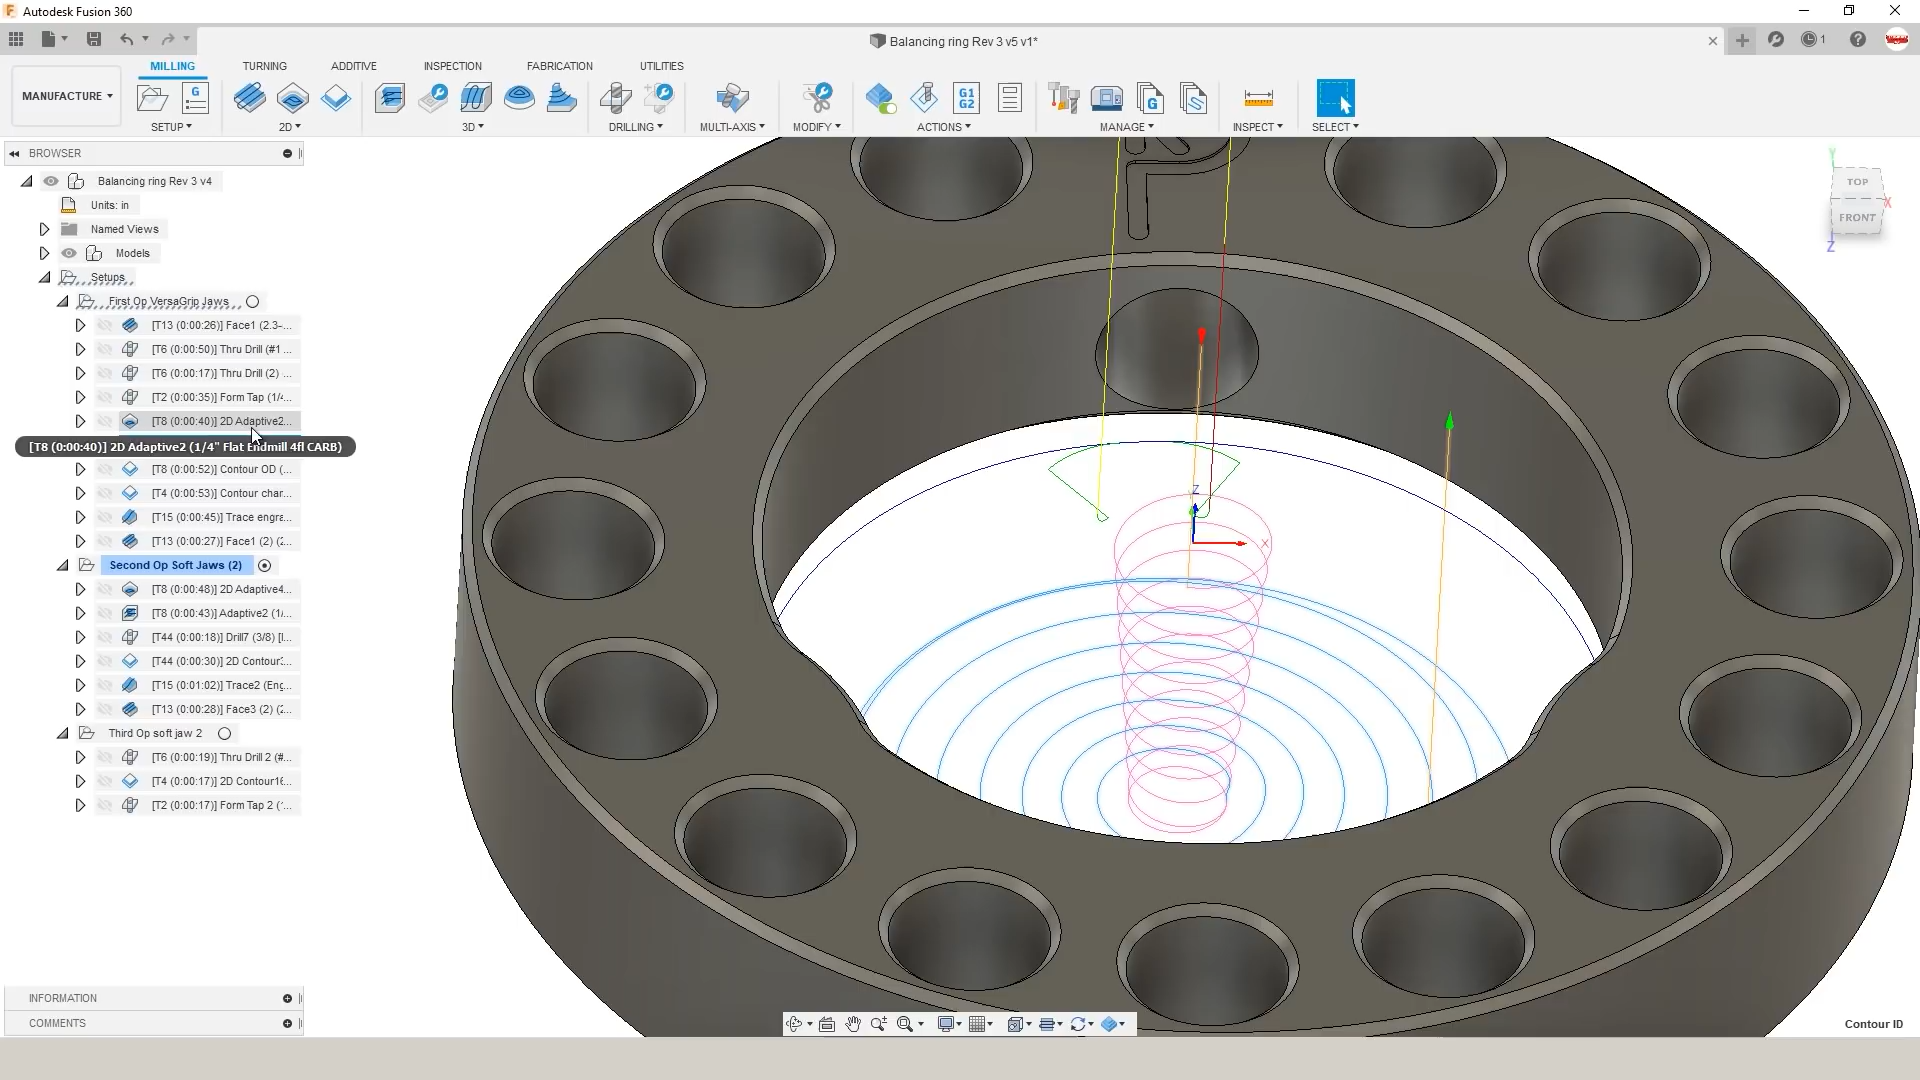 Autodesk Fusion 360
Balancing ring Rev 3 v5 v1*
1
MILLING TURNING ADDITIVE INSPECTION FABRICATION UTILITIES
MANUFACTURE
G
G1
G2
G
SETUP 2D 3D DRILLING MULTI-AXIS MODIFY ACTIONS MANAGE INSPECT SELECT
BROWSER
Balancing ring Rev 3 v4
Units: in
Named Views
Models
Setups
First Op VersaGrip Jaws
[T13 (0:00:26)] Face1 (2.3-...
[T6 (0:00:50)] Thru Drill (#1 ...
[T6 (0:00:17)] Thru Drill (2) ...
[T2 (0:00:35)] Form Tap (1/4...
[T8 (0:00:40)] 2D Adaptive2...
[T8 (0:00:40)] 2D Adaptive2 (1/4" Flat Endmill 4fl CARB)
[T8 (0:00:52)] Contour OD (...
[T4 (0:00:53)] Contour char...
[T15 (0:00:45)] Trace engra...
[T13 (0:00:27)] Face1 (2) (2...
Second Op Soft Jaws (2)
[T8 (0:00:48)] 2D Adaptive4...
[T8 (0:00:43)] Adaptive2 (1/...
[T44 (0:00:18)] Drill7 (3/8) [I...
[T44 (0:00:30)] 2D Contour...
[T15 (0:01:02)] Trace2 (Eng...
[T13 (0:00:28)] Face3 (2) (2...
Third Op soft jaw 2
[T6 (0:00:19)] Thru Drill 2 (#...
[T4 (0:00:17)] 2D Contour1...
[T2 (0:00:17)] Form Tap 2 (...
INFORMATION
COMMENTS
Y
TOP
X
FRONT
Z
Z
X
Contour ID